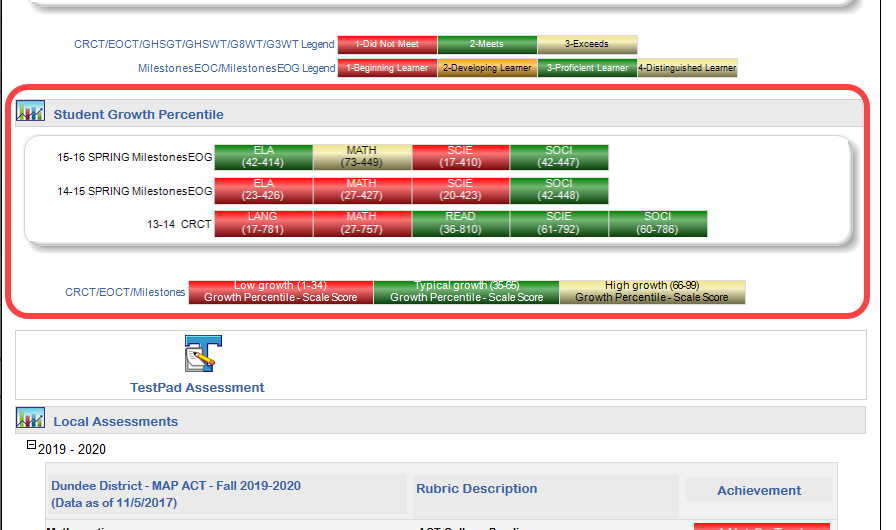 CRCT/EOCT/GHSGT/GHSWT/G8WT/G3WT Legend 1-Did Not Meet 2-Meets 3-Exceeds
MilestonesEOC/MilestonesEOG Legend 1-Beginning Learner 2-Developing Learner 3-Proficient Learner 4-Distinguished Learner
Student Growth Percentile
15-16 SPRING MilestonesEOG ELA (42-414) MATH (73-449) SCIE (17-410) SOCI (42-447)
14-15 SPRING MilestonesEOG ELA (23-426) MATH (27-427) SCIE (20-423) SOCI (42-448)
13-14 CRCT LANG (17-781) MATH (27-757) READ (36-810) SCIE (61-792) SOCI (60-786)
CRCT/EOCT/Milestones Low growth (1-34) Growth Percentile - Scale Score Typical growth (35-65) Growth Percentile - Scale Score High growth (66-99) Growth Percentile - Scale Score
TestPad Assessment
Local Assessments
2019 - 2020
Dundee District - MAP ACT - Fall 2019-2020 Rubric Description Achievement
(Data as of 11/5/2017)